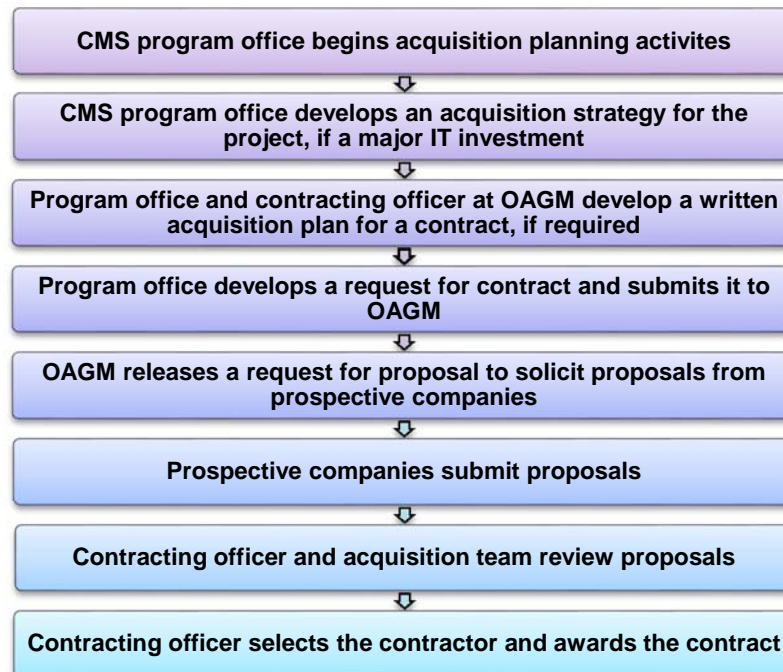 CMS program office begins acquisition planning activites
CMS program office develops an acquisition strategy for the
project, if a major IT investment
Program office and contracting officer at OAGM develop a written
acquisition plan for a contract, if required
Program office develops a request for contract and submits it to
OAGM
OAGM releases a request for proposal to solicit proposals from
prospective companies
Prospective companies submit proposals
Contracting officer and acquisition team review proposals
Contracting officer selects the contractor and awards the contract